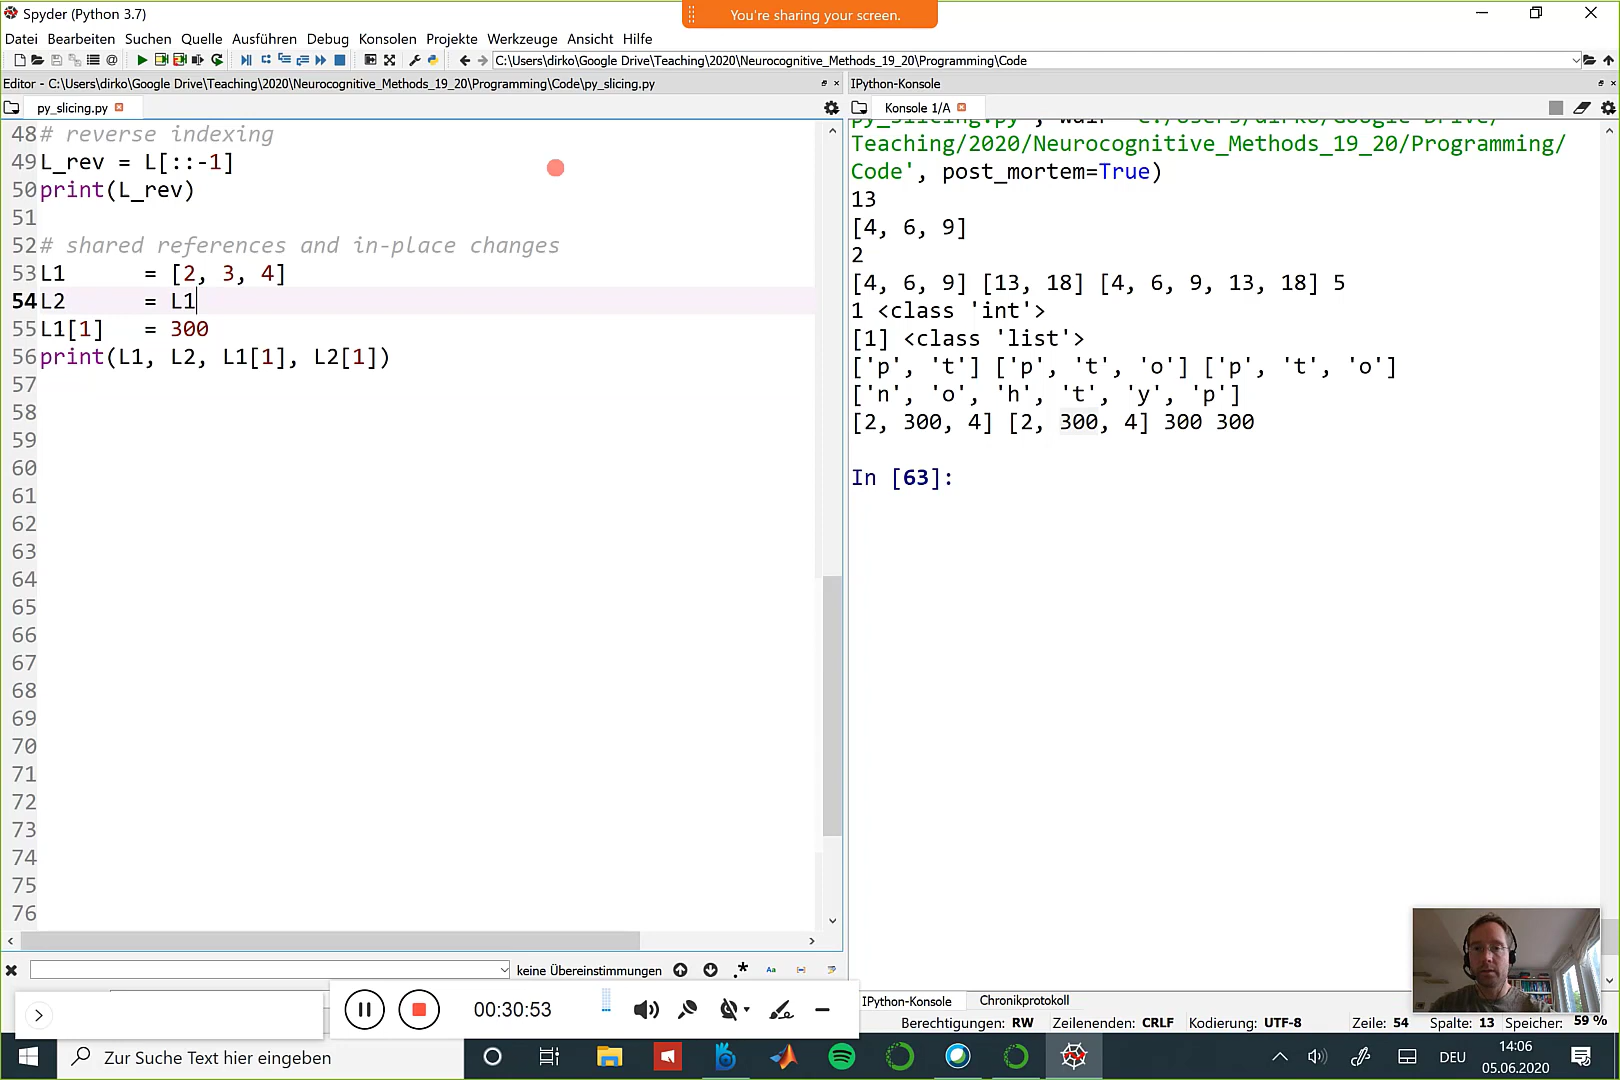 Spyder (Python 3.7)
You're sharing your screen.
Datei Bearbeiten Suchen Quelle Ausführen Debug Konsolen Projekte Werkzeuge Ansicht Hilfe
C:\Users\dirko\Google Drive\Teaching\2020\Neurocognitive_Methods_19_20\Programming\Code
Editor - C:\Users\dirko\Google Drive\Teaching\2020\Neurocognitive_Methods_19_20\Programming\Code\py_slicing.py
py_slicing.py
48 # reverse indexing
49 L_rev = L[::-1]
50 print(L_rev)
51
52 # shared references and in-place changes
53 L1 = [2, 3, 4]
54 L2 = L1
55 L1[1] = 300
56 print(L1, L2, L1[1], L2[1])
57
58
59
60
61
62
63
64
65
66
67
68
69
70
71
72
73
74
75
76
keine Übereinstimmungen
.* Aa
00:30:53
IPython-Konsole
Konsole 1/A
Teaching/2020/Neurocognitive_Methods_19_20/Programming/
Code', post_mortem=True)
13
[4, 6, 9]
2
[4, 6, 9] [13, 18] [4, 6, 9, 13, 18] 5
1 <class 'int'>
[1] <class 'list'>
['p', 't'] ['p', 't', 'o'] ['p', 't', 'o']
['n', 'o', 'h', 't', 'y', 'p']
[2, 300, 4] [2, 300, 4] 300 300
In [63]:
IPython-Konsole Chronikprotokoll
Berechtigungen: RW Zeilenenden: CRLF Kodierung: UTF-8 Zeile: 54 Spalte: 13 Speicher: 59 %
Zur Suche Text hier eingeben
DEU
14:06
05.06.2020